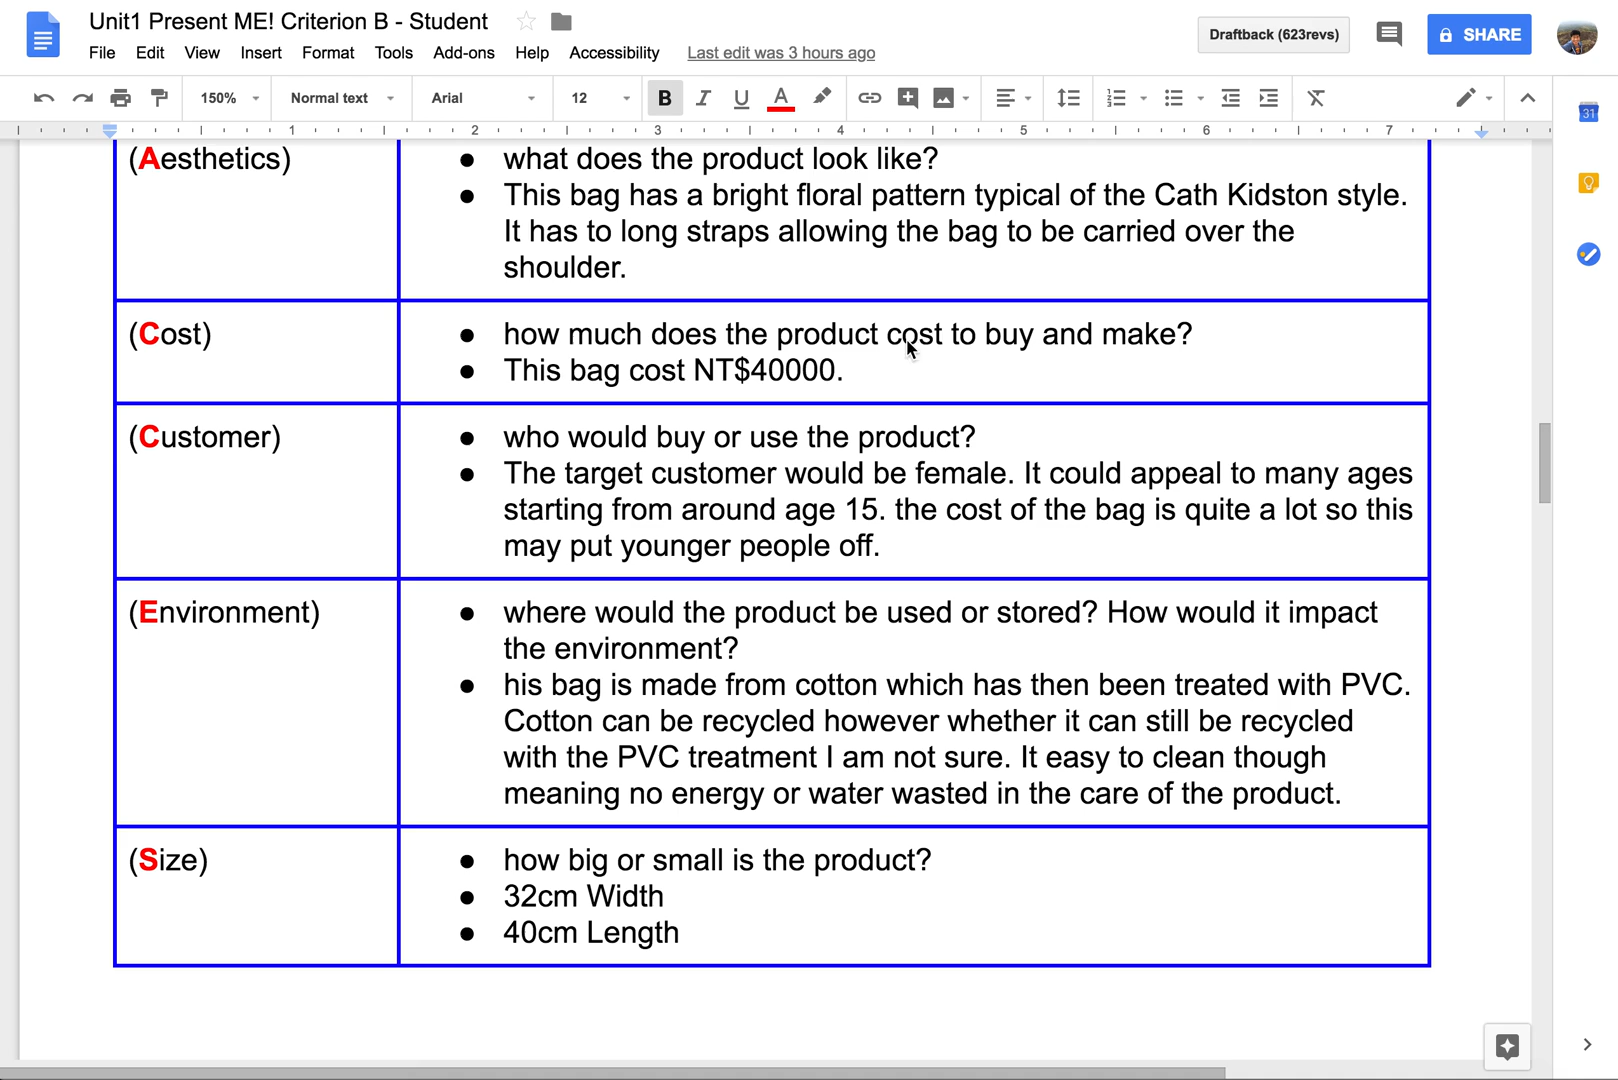 Unit1 Present ME! Criterion B - Student
Draftback (623revs)
SHARE
File Edit View Insert Format Tools Add-ons Help Accessibility Last edit was 3 hours ago
150% Normal text Arial 12 B I U A
1 1 2 3 4 5 6 7
31
(Aesthetics)
● what does the product look like?
● This bag has a bright floral pattern typical of the Cath Kidston style.
It has to long straps allowing the bag to be carried over the
shoulder.
(Cost)
● how much does the product cost to buy and make?
● This bag cost NT$40000.
(Customer)
● who would buy or use the product?
● The target customer would be female. It could appeal to many ages
starting from around age 15. the cost of the bag is quite a lot so this
may put younger people off.
(Environment)
● where would the product be used or stored? How would it impact
the environment?
● his bag is made from cotton which has then been treated with PVC.
Cotton can be recycled however whether it can still be recycled
with the PVC treatment I am not sure. It easy to clean though
meaning no energy or water wasted in the care of the product.
(Size)
● how big or small is the product?
● 32cm Width
● 40cm Length